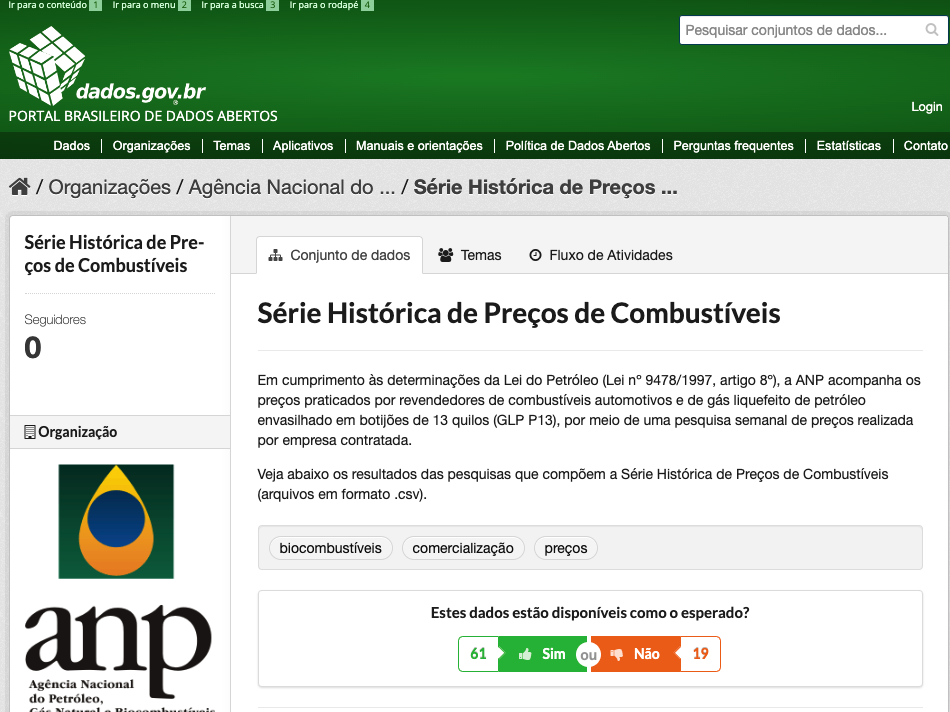 Ir para o conteúdo 1 Ir para o menu 2 Ir para a busca 3 Ir para o rodapé 4
Pesquisar conjuntos de dados...
dados.gov.br
PORTAL BRASILEIRO DE DADOS ABERTOS
Login
Dados Organizações Temas Aplicativos Manuais e orientações Política de Dados Abertos Perguntas frequentes Estatísticas Contato
/ Organizações / Agência Nacional do ... / Série Histórica de Preços ...
Série Histórica de Pre-
ços de Combustíveis
Seguidores
0
Organização
anp
Agência Nacional
do Petróleo,
Gás Natural e Biocombustíveis
Conjunto de dados Temas Fluxo de Atividades
Série Histórica de Preços de Combustíveis
Em cumprimento às determinações da Lei do Petróleo (Lei nº 9478/1997, artigo 8º), a ANP acompanha os
preços praticados por revendedores de combustíveis automotivos e de gás liquefeito de petróleo
envasilhado em botijões de 13 quilos (GLP P13), por meio de uma pesquisa semanal de preços realizada
por empresa contratada.
Veja abaixo os resultados das pesquisas que compõem a Série Histórica de Preços de Combustíveis
(arquivos em formato .csv).
biocombustíveis comercialização preços
Estes dados estão disponíveis como o esperado?
61 Sim ou Não 19